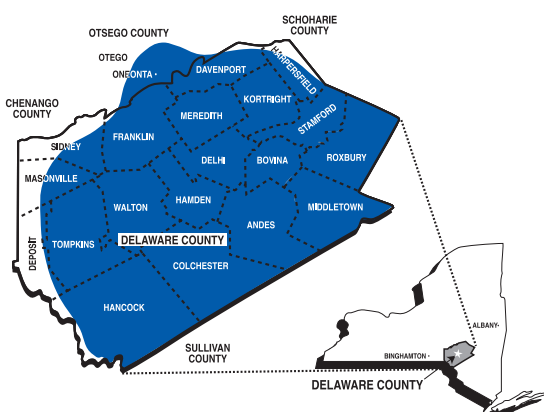 SCHOHARIE
COUNTY
OTSEGO COUNTY
OTEGO
ONEONTA
DAVENPORT
HARPERSFIELD
CHENANGO
COUNTY
KORTRIGHT
MEREDITH
STAMFORD
FRANKLIN
SIDNEY
DELHI
BOVINA
ROXBURY
MASONVILLE
HAMDEN
WALTON
MIDDLETOWN
ANDES
TOMPKINS
DELAWARE COUNTY
DEPOSIT
COLCHESTER
HANCOCK
SULLIVAN
COUNTY
ALBANY
BINGHAMTON
DELAWARE COUNTY